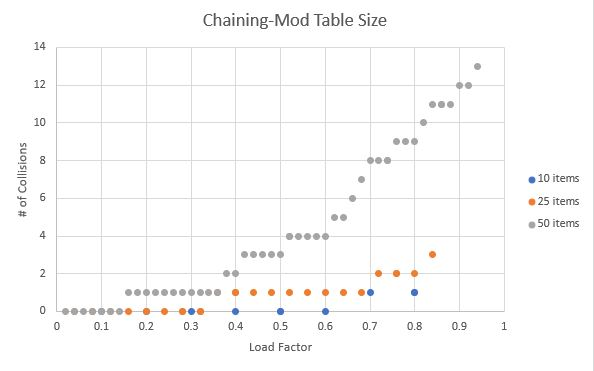 Chaining-Mod Table Size
14
12
10
8
6
4
2
0
# of Collisions
0 0.1 0.2 0.3 0.4 0.5 0.6 0.7 0.8 0.9 1
Load Factor
10 items
25 items
50 items